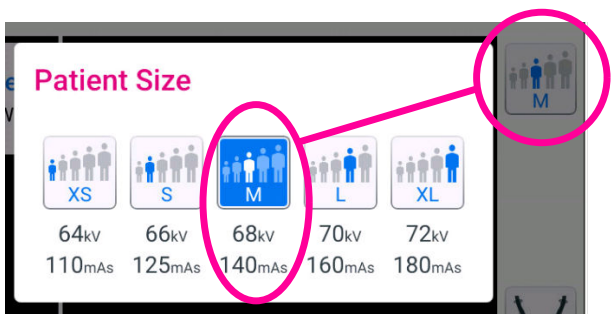 Patient Size
M
XS S M L XL
64kV 66kV 68kV 70kV 72kV
110mAs 125mAs 140mAs 160mAs 180mAs